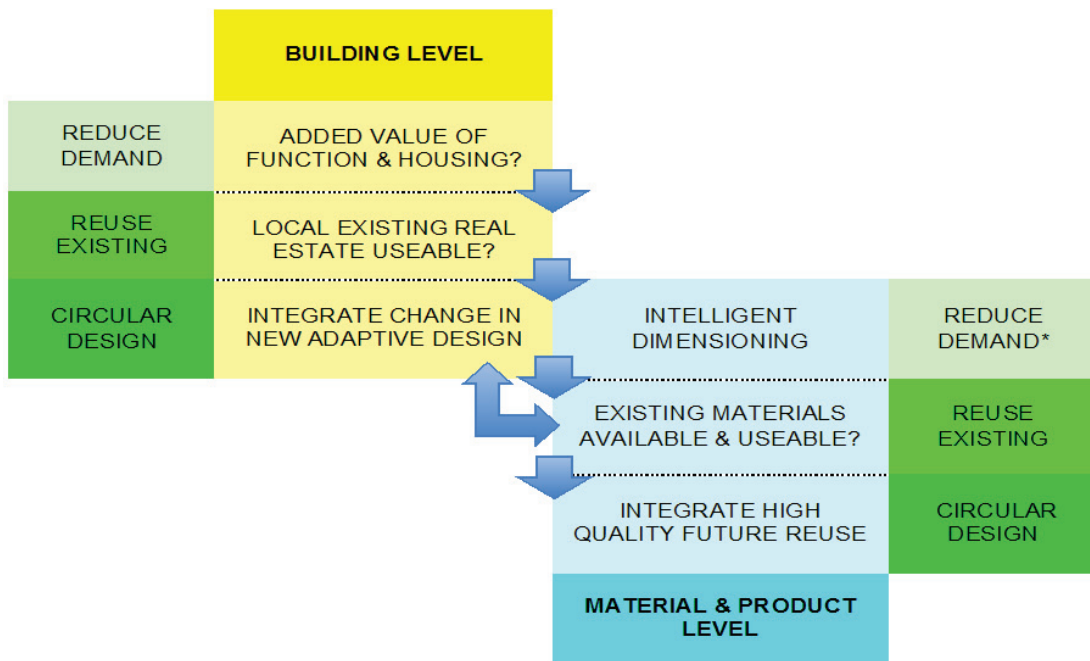 BUILDING LEVEL
REDUCE
DEMAND
ADDED VALUE OF
FUNCTION & HOUSING?
REUSE
EXISTING
LOCAL EXISTING REAL
ESTATE USEABLE?
CIRCULAR
DESIGN
INTEGRATE CHANGE IN
NEW ADAPTIVE DESIGN
INTELLIGENT
DIMENSIONING
REDUCE
DEMAND*
EXISTING MATERIALS
AVAILABLE & USEABLE?
REUSE
EXISTING
INTEGRATE HIGH
QUALITY FUTURE REUSE
CIRCULAR
DESIGN
MATERIAL & PRODUCT
LEVEL